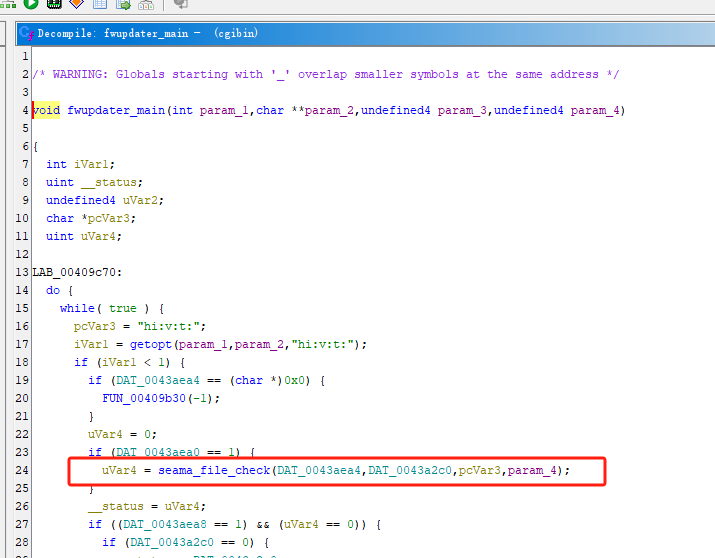 Decompile: fwupdater_main - (cgibin)
1
2 /* WARNING: Globals starting with '_' overlap smaller symbols at the same address */
3
4 void fwupdater_main(int param_1,char **param_2,undefined4 param_3,undefined4 param_4)
5
6 {
7 int iVar1;
8 uint __status;
9 undefined4 uVar2;
10 char *pcVar3;
11 uint uVar4;
12
13 LAB_00409c70:
14 do {
15 while( true ) {
16 pcVar3 = "hi:v:t:";
17 iVar1 = getopt(param_1,param_2,"hi:v:t:");
18 if (iVar1 < 1) {
19 if (DAT_0043aea4 == (char *)0x0) {
20 FUN_00409b30(-1);
21 }
22 uVar4 = 0;
23 if (DAT_0043aea0 == 1) {
24 uVar4 = seama_file_check(DAT_0043aea4,DAT_0043a2c0,pcVar3,param_4);
25 }
26 __status = uVar4;
27 if ((DAT_0043aea8 == 1) && (uVar4 == 0)) {
28 if (DAT_0043a2c0 == 0) {